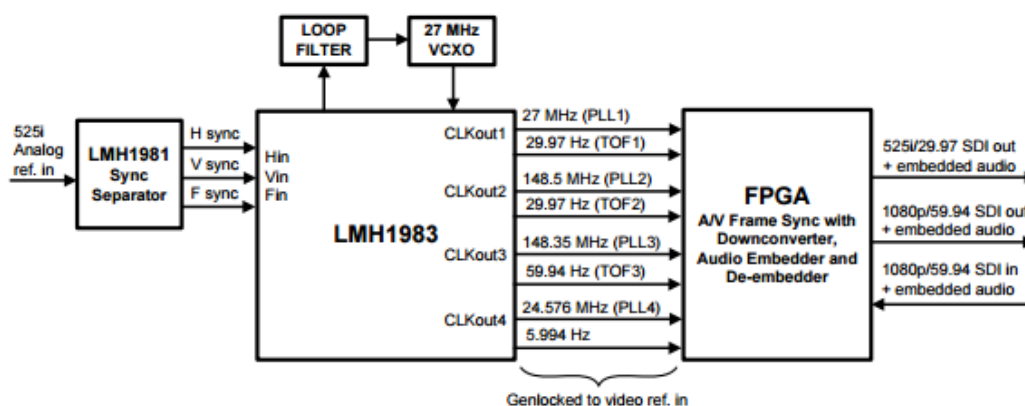 LOOP
FILTER
27 MHz
VCXO
525i
Analog
ref. in
LMH1981
Sync
Separator
H sync
V sync
F sync
Hin
Vin
Fin
LMH1983
CLKout1
CLKout2
CLKout3
CLKout4
27 MHz (PLL1)
29.97 Hz (TOF1)
148.5 MHz (PLL2)
29.97 Hz (TOF2)
148.35 MHz (PLL3)
59.94 Hz (TOF3)
24.576 MHz (PLL4)
5.994 Hz
FPGA
A/V Frame Sync with
Downconverter,
Audio Embedder and
De-embedder
525i/29.97 SDI out
+ embedded audio
1080p/59.94 SDI out
+ embedded audio
1080p/59.94 SDI in
+ embedded audio
Genlocked to video ref. in